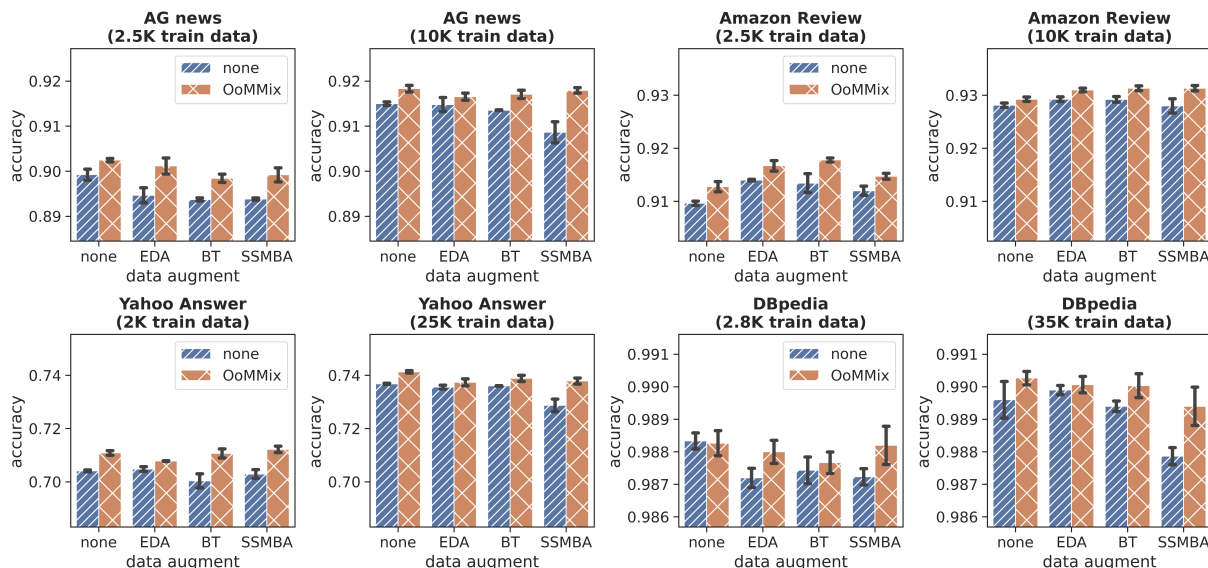 AG news
(2.5K train data)
accuracy
0.92
0.91
0.90
0.89
none
OoMMix
none EDA BT SSMBA
data augment
AG news
(10K train data)
accuracy
0.92
0.91
0.90
0.89
none EDA BT SSMBA
data augment
Amazon Review
(2.5K train data)
accuracy
0.93
0.92
0.91
none
OoMMix
none EDA BT SSMBA
data augment
Amazon Review
(10K train data)
accuracy
0.93
0.92
0.91
none EDA BT SSMBA
data augment
Yahoo Answer
(2K train data)
accuracy
0.74
0.72
0.70
none
OoMMix
none EDA BT SSMBA
data augment
Yahoo Answer
(25K train data)
accuracy
0.74
0.72
0.70
none EDA BT SSMBA
data augment
DBpedia
(2.8K train data)
accuracy
0.991
0.990
0.989
0.988
0.987
0.986
none
OoMMix
none EDA BT SSMBA
data augment
DBpedia
(35K train data)
accuracy
0.991
0.990
0.989
0.988
0.987
0.986
none EDA BT SSMBA
data augment